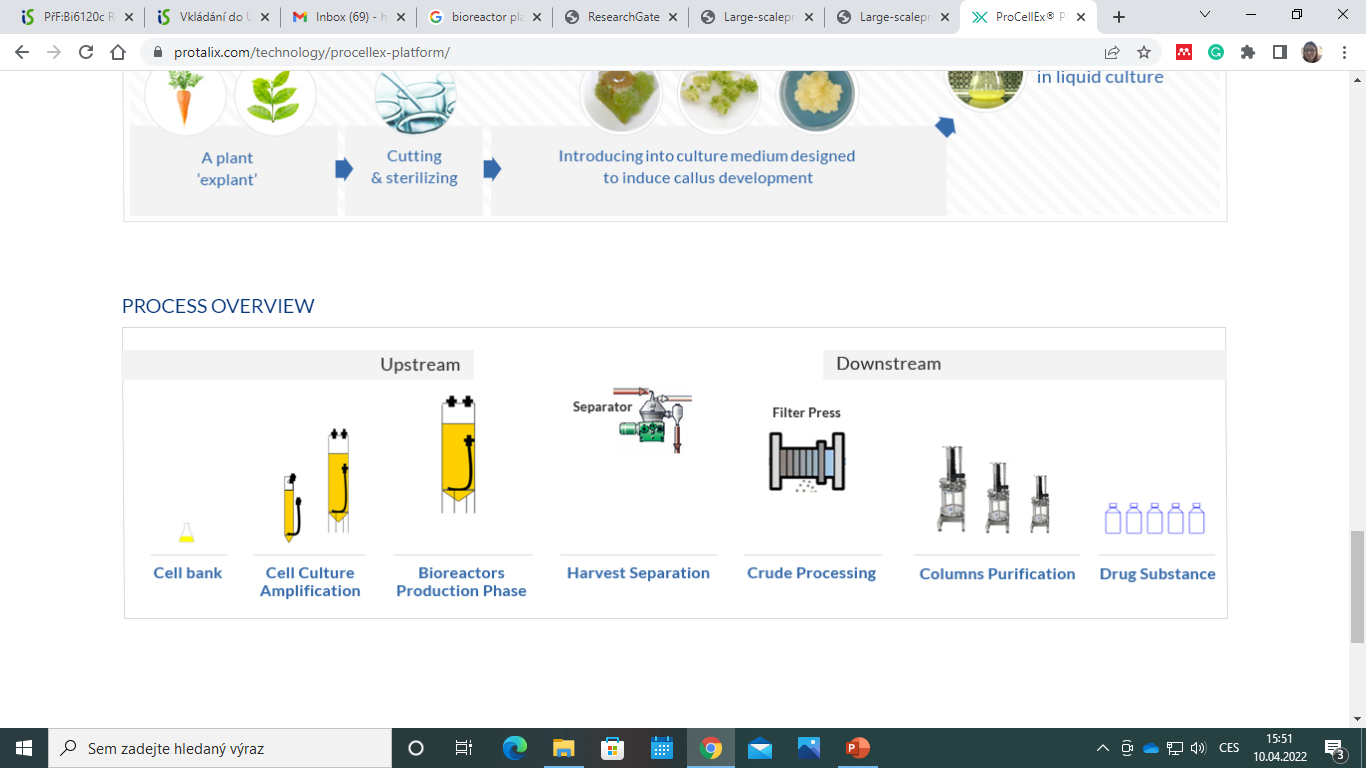 PřF:Bi6120c R
Vkládání do U
Inbox (69) - h
bioreactor pla
ResearchGate
Large-scalepr
Large-scalepr
ProCellEx® P
protalix.com/technology/procellex-platform/
in liquid culture
A plant
‘explant’
Cutting
& sterilizing
Introducing into culture medium designed
to induce callus development
PROCESS OVERVIEW
Upstream
Downstream
Separator
Filter Press
Cell bank
Cell Culture
Amplification
Bioreactors
Production Phase
Harvest Separation
Crude Processing
Columns Purification
Drug Substance
Sem zadejte hledaný výraz
CES
15:51
10.04.2022
3